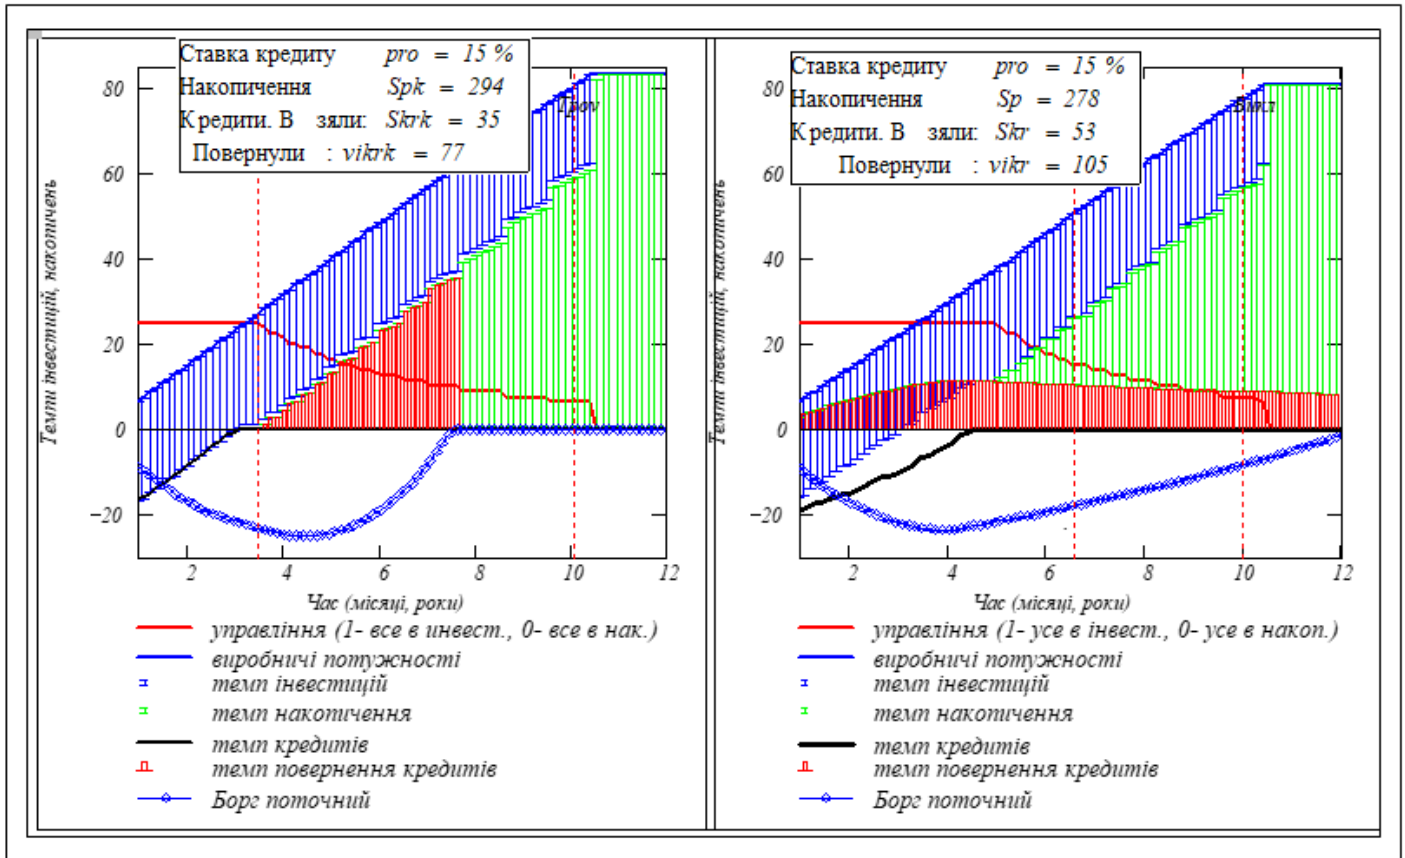 Ставка кредиту pro = 15 %
Накопичення Spk = 294
Кредити. В зяли: Skrk = 35
Повернули : vikrk = 77
80
60
40
20
0
−20
Темпи інвестицій, накопичень
2 4 6 8 10 12
Час (місяці, роки)
управління (1- все в инвест., 0- все в нак.)
виробничі потужності
темп інвестицій
темп накопичення
темп кредитів
темп повернення кредитів
Борг поточний
Ставка кредиту pro = 15 %
Накопичення Sp = 278
Кредити. В зяли: Skr = 53
Повернули : vikr = 105
80
60
40
20
0
−20
Темпи інвестицій, накопичень
2 4 6 8 10 12
Час (місяці, роки)
управління (1- усе в інвест., 0- усе в накоп.)
виробничі потужності
темп інвестицій
темп накопичення
темп кредитів
темп повернення кредитів
Борг поточний